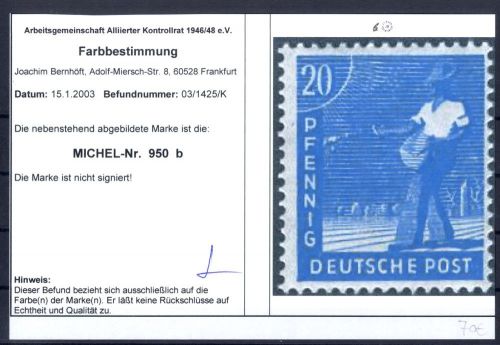 Arbeitsgemeinschaft Alliierter Kontrollrat 1946/48 e.V.
Farbbestimmung
Joachim Bernhöft, Adolf-Miersch-Str. 8, 60528 Frankfurt
Datum: 15.1.2003 Befundnummer: 03/1425/K
Die nebenstehend abgebildete Marke ist die:
MICHEL-Nr. 950 b
Die Marke ist nicht signiert!
Hinweis:
Dieser Befund bezieht sich ausschließlich auf die
Farbe(n) der Marke(n). Er läßt keine Rückschlüsse auf
Echtheit und Qualität zu.
20
PFENNIG
DEUTSCHE POST
70€